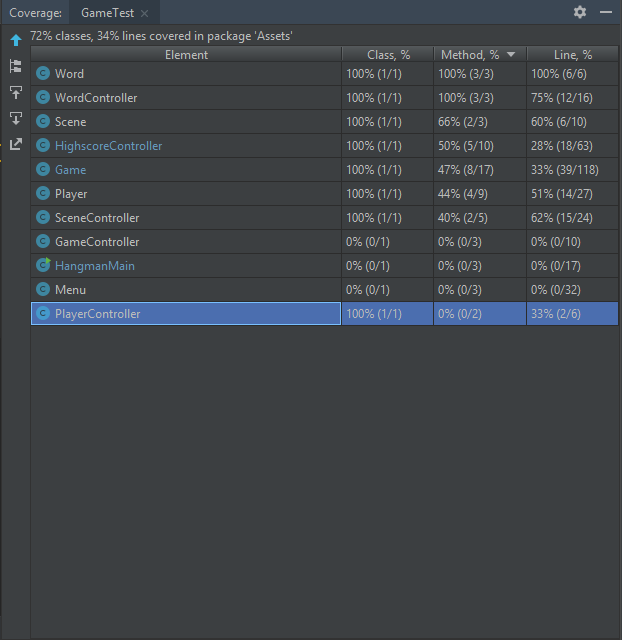 Coverage: GameTest
72% classes, 34% lines covered in package 'Assets'
Element Class, % Method, % Line, %
Word 100% (1/1) 100% (3/3) 100% (6/6)
WordController 100% (1/1) 100% (3/3) 75% (12/16)
Scene 100% (1/1) 66% (2/3) 60% (6/10)
HighscoreController 100% (1/1) 50% (5/10) 28% (18/63)
Game 100% (1/1) 47% (8/17) 33% (39/118)
Player 100% (1/1) 44% (4/9) 51% (14/27)
SceneController 100% (1/1) 40% (2/5) 62% (15/24)
GameController 0% (0/1) 0% (0/3) 0% (0/10)
HangmanMain 0% (0/1) 0% (0/3) 0% (0/17)
Menu 0% (0/1) 0% (0/3) 0% (0/32)
PlayerController 100% (1/1) 0% (0/2) 33% (2/6)